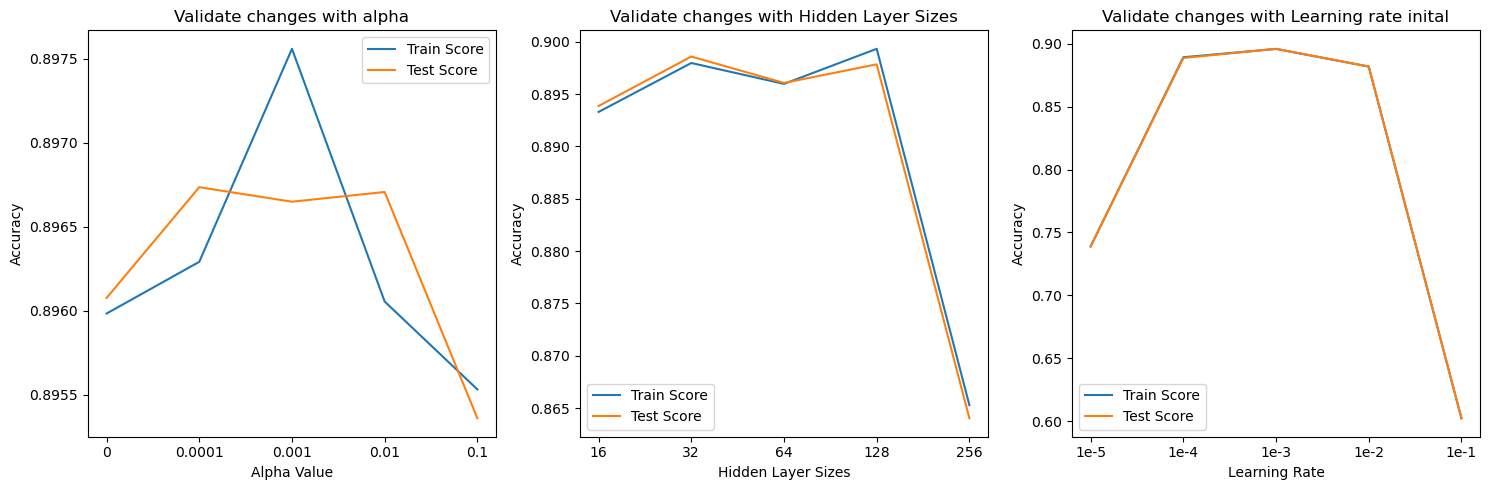 Validate changes with alpha
0.8975
0.8970
0.8965
0.8960
0.8955
Accuracy
Train Score
Test Score
0 0.0001 0.001 0.01 0.1
Alpha Value
Validate changes with Hidden Layer Sizes
0.900
0.895
0.890
0.885
0.880
0.875
0.870
0.865
Accuracy
Train Score
Test Score
16 32 64 128 256
Hidden Layer Sizes
Validate changes with Learning rate inital
0.90
0.85
0.80
0.75
0.70
0.65
0.60
Accuracy
Train Score
Test Score
1e-5 1e-4 1e-3 1e-2 1e-1
Learning Rate